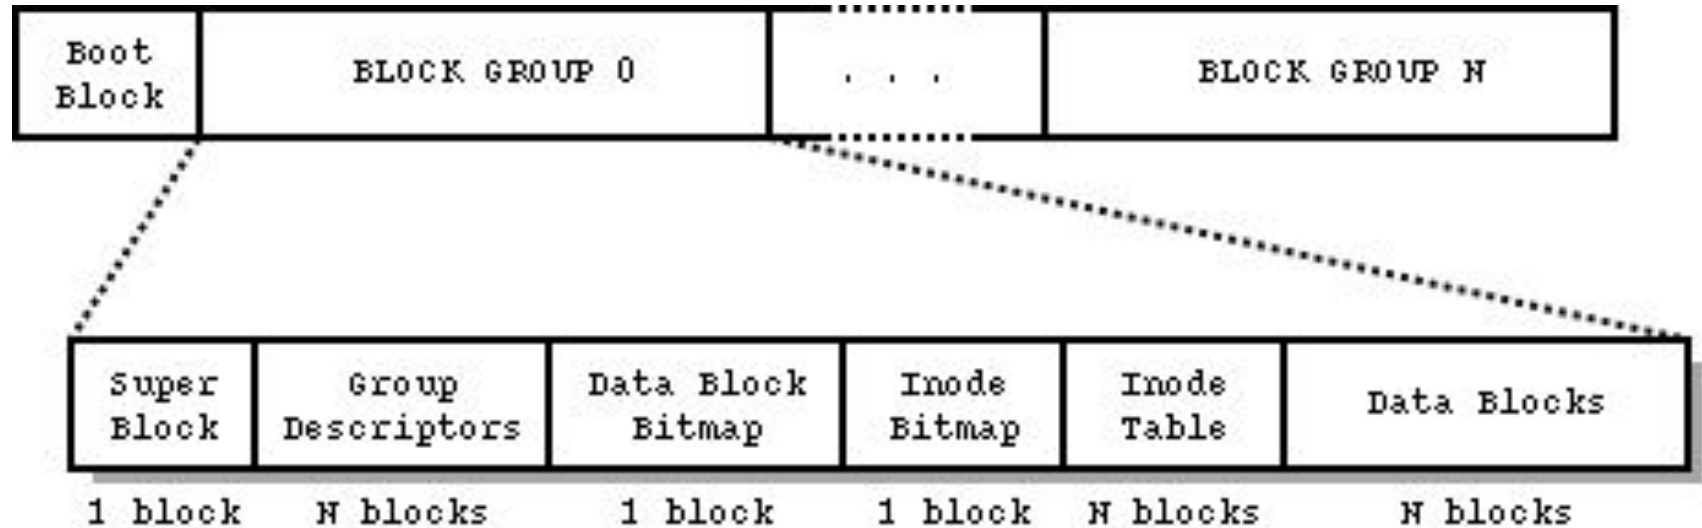 Boot
Block
BLOCK GROUP 0
. . .
BLOCK GROUP N
Super
Block
Group
Descriptors
Data Block
Bitmap
Inode
Bitmap
Inode
Table
Data Blocks
1 block
N blocks
1 block
1 block
N blocks
N blocks